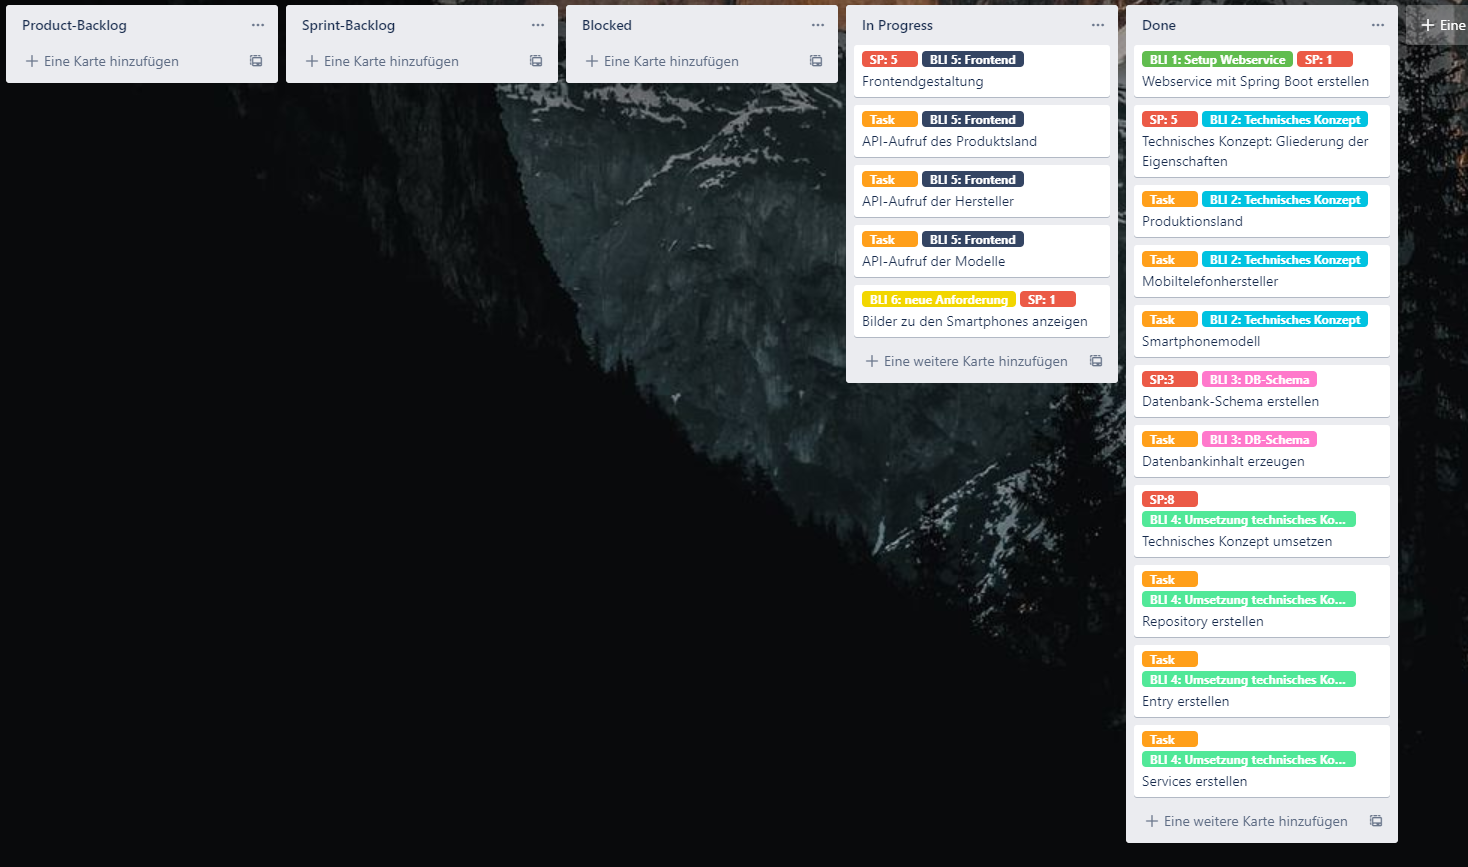 Product-Backlog
Eine Karte hinzufügen
Sprint-Backlog
Eine Karte hinzufügen
Blocked
Eine Karte hinzufügen
In Progress
SP: 5 BLI 5: Frontend
Frontendgestaltung
Task BLI 5: Frontend
API-Aufruf des Produktsland
Task BLI 5: Frontend
API-Aufruf der Hersteller
Task BLI 5: Frontend
API-Aufruf der Modelle
BLI 6: neue Anforderung SP: 1
Bilder zu den Smartphones anzeigen
Eine weitere Karte hinzufügen
Done
BLI 1: Setup Webservice SP: 1
Webservice mit Spring Boot erstellen
SP: 5 BLI 2: Technisches Konzept
Technisches Konzept: Gliederung der
Eigenschaften
Task BLI 2: Technisches Konzept
Produktionsland
Task BLI 2: Technisches Konzept
Mobiltelefonhersteller
Task BLI 2: Technisches Konzept
Smartphonemodell
SP:3 BLI 3: DB-Schema
Datenbank-Schema erstellen
Task BLI 3: DB-Schema
Datenbankinhalt erzeugen
SP:8
BLI 4: Umsetzung technisches Ko...
Technisches Konzept umsetzen
Task
BLI 4: Umsetzung technisches Ko...
Repository erstellen
Task
BLI 4: Umsetzung technisches Ko...
Entry erstellen
Task
BLI 4: Umsetzung technisches Ko...
Services erstellen
Eine weitere Karte hinzufügen
Eine